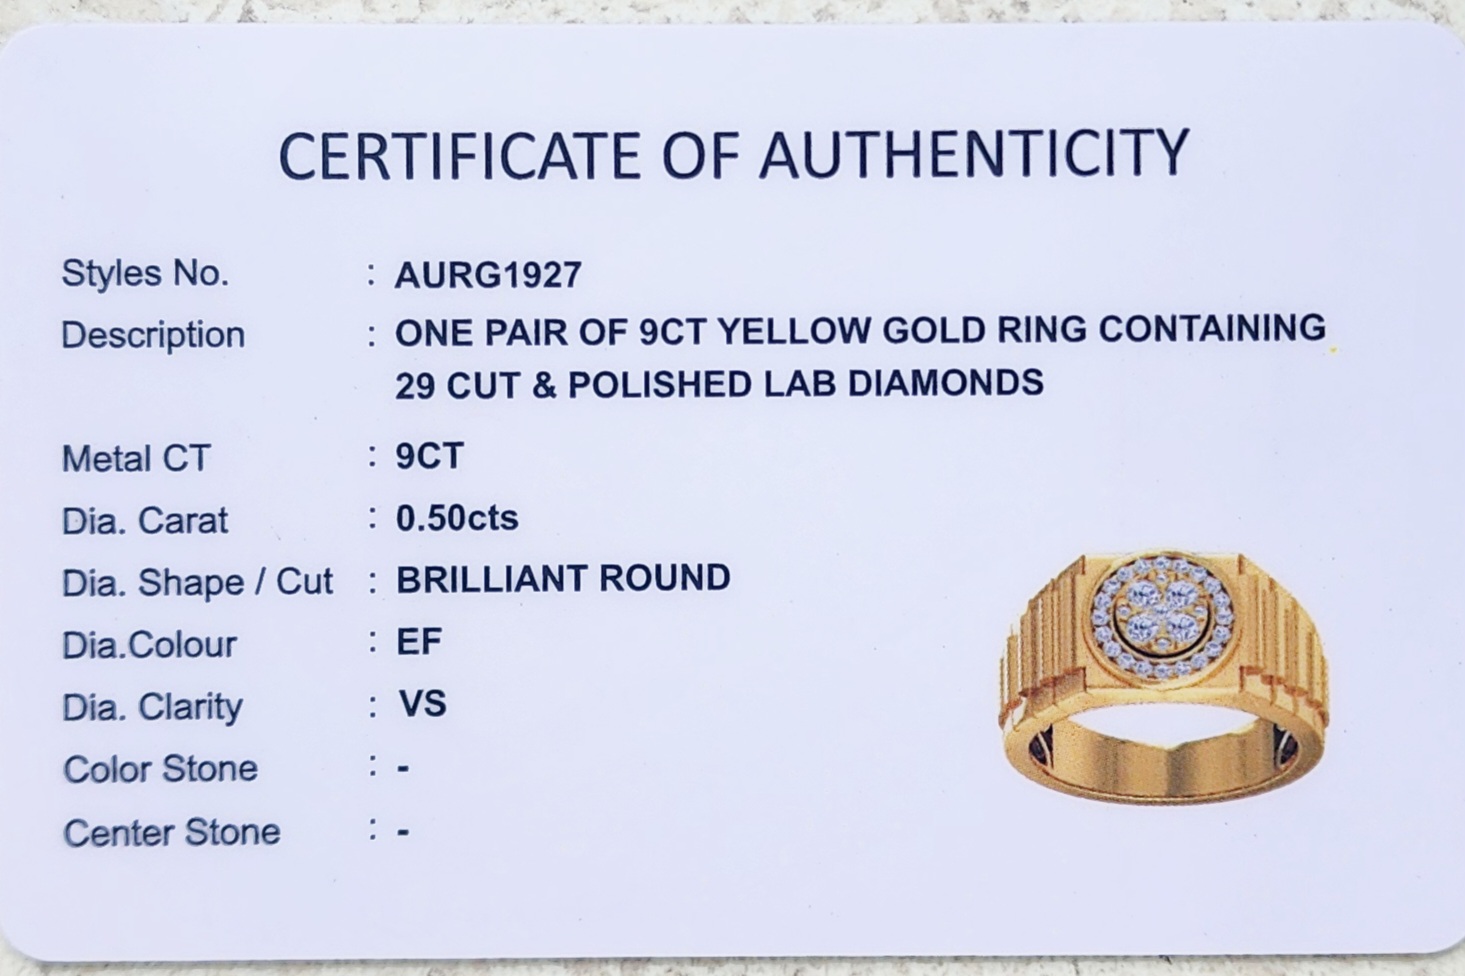 CERTIFICATE OF AUTHENTICITY
Styles No. : AURG1927
Description : ONE PAIR OF 9CT YELLOW GOLD RING CONTAINING
29 CUT & POLISHED LAB DIAMONDS
Metal CT : 9CT
Dia. Carat : 0.50cts
Dia. Shape / Cut : BRILLIANT ROUND
Dia.Colour : EF
Dia. Clarity : VS
Color Stone : -
Center Stone : -